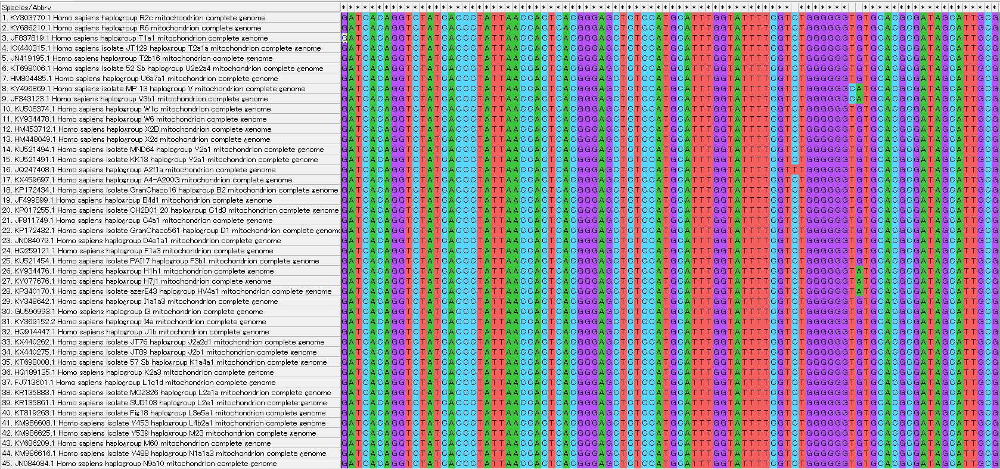 Species/Abbrv *************************************************************** *******  *******************
1. KY303770.1 Homo sapiens haplogroup R2c mitochondrion complete genome GATCACAGGTCTATCACCCTATTAACCACTCACGGGAGCTCTCCATGCATTTGGTATTTTCGTCTGGGGGGTGTGCACGCGATAGCATTGCG
2. KY686210.1 Homo sapiens haplogroup R6 mitochondrion complete genome GATCACAGGTCTATCACCCTATTAACCACTCACGGGAGCTCTCCATGCATTTGGTATTTTCGTCTGGGGGGTGTGCACGCGATAGCATTGCG
3. JF837819.1 Homo sapiens haplogroup T1a1 mitochondrion complete genome GATCACAGGTCTATCACCCTATTAACCACTCACGGGAGCTCTCCATGCATTTGGTATTTTCGTCTGGGGGGTGTGCACGCGATAGCATTGCG
4. KX440315.1 Homo sapiens isolate JT129 haplogroup T2a1a mitochondrion complete genome GATCACAGGTCTATCACCCTATTAACCACTCACGGGAGCTCTCCATGCATTTGGTATTTTCGTCTGGGGGGTGTGCACGCGATAGCATTGCG
5. JN419195.1 Homo sapiens haplogroup T2b16 mitochondrion complete genome GATCACAGGTCTATCACCCTATTAACCACTCACGGGAGCTCTCCATGCATTTGGTATTTTCGTCTGGGGGGTGTGCACGCGATAGCATTGCG
6. KT698006.1 Homo sapiens isolate 52 Sb haplogroup U2e2a4 mitochondrion complete genome GATCACAGGTCTATCACCCTATTAACCACTCACGGGAGCTCTCCATGCATTTGGTATTTTCGTCTGGGGGGTGTGCACGCGATAGCATTGCG
7. HM804485.1 Homo sapiens haplogroup U6a7a1 mitochondrion complete genome GATCACAGGTCTATCACCCTATTAACCACTCACGGGAGCTCTCCATGCATTTGGTATTTTCGTCTGGGGGGTGTGCACGCGATAGCATTGCG
8. KY496869.1 Homo sapiens isolate MP 13 haplogroup V mitochondrion complete genome GATCACAGGTCTATCACCCTATTAACCACTCACGGGAGCTCTCCATGCATTTGGTATTTTCGTCTGGGGGGCATGCACGCGATAGCATTGCG
9. JF343123.1 Homo sapiens haplogroup V3b1 mitochondrion complete genome GATCACAGGTCTATCACCCTATTAACCACTCACGGGAGCTCTCCATGCATTTGGTATTTTCGTCTGGGGGGCATGCACGCGATAGCATTGCG
10. KU508374.1 Homo sapiens haplogroup W1c mitochondrion complete genome GATCACAGGTCTATCACCCTATTAACCACTCACGGGAGCTCTCCATGCATTTGGTATTTTCGTCTGGGGGGTGTGCACGCGATAGCATTGCG
11. KY934478.1 Homo sapiens haplogroup W6 mitochondrion complete genome GATCACAGGTCTATCACCCTATTAACCACTCACGGGAGCTCTCCATGCATTTGGTATTTTCGTCTGGGGGGTGTGCACGCGATAGCATTGCG
12. HM453712.1 Homo sapiens haplogroup X2B mitochondrion complete genome GATCACAGGTCTATCACCCTATTAACCACTCACGGGAGCTCTCCATGCATTTGGTATTTTCGTCTGGGGGGTGTGCACGCGATAGCATTGCG
13. HM448049.1 Homo sapiens haplogroup X2d mitochondrion complete genome GATCACAGGTCTATCACCCTATTAACCACTCACGGGAGCTCTCCATGCATTTGGTATTTTCGTCTGGGGGGTGTGCACGCGATAGCATTGCG
14. KU521494.1 Homo sapiens isolate MND64 haplogroup Y2a1 mitochondrion complete genome GATCACAGGTCTATCACCCTATTAACCACTCACGGGAGCTCTCCATGCATTTGGTATTTTCGTCTGGGGGGTGTGCACGCGATAGCATTGCG
15. KU521491.1 Homo sapiens isolate KK13 haplogroup Y2a1 mitochondrion complete genome GATCACAGGTCTATCACCCTATTAACCACTCACGGGAGCTCTCCATGCATTTGGTATTTTCGTCTGGGGGGTGTGCACGCGATAGCATTGCG
16. JQ247408.1 Homo sapiens haplogroup A2f1a mitochondrion complete genome GATCACAGGTCTATCACCCTATTAACCACTCACGGGAGCTCTCCATGCATTTGGTATTTTCGTTTGGGGGGTGTGCACGCGATAGCATTGCG
17. KX459697.1 Homo sapiens haplogroup A4-A200G mitochondrion complete genome GATCACAGGTCTATCACCCTATTAACCACTCACGGGAGCTCTCCATGCATTTGGTATTTTCGTCTGGGGGGTGTGCACGCGATAGCATTGCG
18. KP172434.1 Homo sapiens isolate GranChaco16 haplogroup B2 mitochondrion complete genome GATCACAGGTCTATCACCCTATTAACCACTCACGGGAGCTCTCCATGCATTTGGTATTTTCGTCTGGGGGGTGTGCACGCGATAGCATTGCG
19. JF499899.1 Homo sapiens haplogroup B4d1 mitochondrion complete genome GATCACAGGTCTATCACCCTATTAACCACTCACGGGAGCTCTCCATGCATTTGGTATTTTCGTCTGGGGGGTGTGCACGCGATAGCATTGCG
20. KP017255.1 Homo sapiens isolate CH2D01 20 haplogroup C1d3 mitochondrion complete genome GATCACAGGTCTATCACCCTATTAACCACTCACGGGAGCTCTCCATGCATTTGGTATTTTCGTCTGGGGGGTGTGCACGCGATAGCATTGCG
21. JF811749.1 Homo sapiens haplogroup C4a1 mitochondrion complete genome GATCACAGGTCTATCACCCTATTAACCACTCACGGGAGCTCTCCATGCATTTGGTATTTTCGTCTGGGGGGTGTGCACGCGATAGCATTGCG
22. KP172432.1 Homo sapiens isolate GranChaco561 haplogroup D1 mitochondrion complete genome GATCACAGGTCTATCACCCTATTAACCACTCACGGGAGCTCTCCATGCATTTGGTATTTTCGTCTGGGGGGTGTGCACGCGATAGCATTGCG
23. JN084079.1 Homo sapiens haplogroup D4e1a1 mitochondrion complete genome GATCACAGGTCTATCACCCTATTAACCACTCACGGGAGCTCTCCATGCATTTGGTATTTTCGTCTGGGGGGTGTGCACGCGATAGCATTGCG
24. HQ259121.1 Homo sapiens haplogroup F1a3 mitochondrion complete genome GATCACAGGTCTATCACCCTATTAACCACTCACGGGAGCTCTCCATGCATTTGGTATTTTCGTCTGGGGGGTGTGCACGCGATAGCATTGCG
25. KU521454.1 Homo sapiens isolate PAI17 haplogroup F3b1 mitochondrion complete genome GATCACAGGTCTATCACCCTATTAACCACTCACGGGAGCTCTCCATGCATTTGGTATTTTCGTCTGGGGGGTGTGCACGCGATAGCATTGCG
26. KY934476.1 Homo sapiens haplogroup H1h1 mitochondrion complete genome GATCACAGGTCTATCACCCTATTAACCACTCACGGGAGCTCTCCATGCATTTGGTATTTTCGTCTGGGGGGTATGCACGCGATAGCATTGCG
27. KY077676.1 Homo sapiens haplogroup H7j1 mitochondrion complete genome GATCACAGGTCTATCACCCTATTAACCACTCACGGGAGCTCTCCATGCATTTGGTATTTTCGTCTGGGGGGTATGCACGCGATAGCATTGCG
28. KP340170.1 Homo sapiens isolate azerE43 haplogroup HV4a1 mitochondrion complete genome GATCACAGGTCTATCACCCTATTAACCACTCACGGGAGCTCTCCATGCATTTGGTATTTTCGTCTGGGGGGTATGCACGCGATAGCATTGCG
29. KY348642.1 Homo sapiens haplogroup I1a1a3 mitochondrion complete genome GATCACAGGTCTATCACCCTATTAACCACTCACGGGAGCTCTCCATGCATTTGGTATTTTCGTCTGGGGGGTGTGCACGCGATAGCATTGCG
30. GU590993.1 Homo sapiens haplogroup I3 mitochondrion complete genome GATCACAGGTCTATCACCCTATTAACCACTCACGGGAGCTCTCCATGCATTTGGTATTTTCGTCTGGGGGGTGTGCACGCGATAGCATTGCG
31. KY369152.2 Homo sapiens haplogroup I4a mitochondrion complete genome GATCACAGGTCTATCACCCTATTAACCACTCACGGGAGCTCTCCATGCATTTGGTATTTTCGTCTGGGGGGTGTGCACGCGATAGCATTGCG
32. HQ914447.1 Homo sapiens haplogroup J1b mitochondrion complete genome GATCACAGGTCTATCACCCTATTAACCACTCACGGGAGCTCTCCATGCATTTGGTATTTTCGTCTGGGGGGTGTGCACGCGATAGCATTGCG
33. KX440262.1 Homo sapiens isolate JT76 haplogroup J2a2d1 mitochondrion complete genome GATCACAGGTCTATCACCCTATTAACCACTCACGGGAGCTCTCCATGCATTTGGTATTTTCGTCTGGGGGGTGTGCACGCGATAGCATTGCG
34. KX440275.1 Homo sapiens isolate JT89 haplogroup J2b1 mitochondrion complete genome GATCACAGGTCTATCACCCTATTAACCACTCACGGGAGCTCTCCATGCATTTGGTATTTTCGTCTGGGGGGTGTGCACGCGATAGCATTGCG
35. KT698008.1 Homo sapiens isolate 57 Sb haplogroup K1a4a1 mitochondrion complete genome GATCACAGGTCTATCACCCTATTAACCACTCACGGGAGCTCTCCATGCATTTGGTATTTTCGTCTGGGGGGTGTGCACGCGATAGCATTGCG
36. HQ189135.1 Homo sapiens haplogroup K2a3 mitochondrion complete genome GATCACAGGTCTATCACCCTATTAACCACTCACGGGAGCTCTCCATGCATTTGGTATTTTCGTCTGGGGGGTGTGCACGCGATAGCATTGCG
37. FJ713601.1 Homo sapiens haplogroup L1c1d mitochondrion complete genome GATCACAGGTCTATCACCCTATTAACCACTCACGGGAGCTCTCCATGCATTTGGTATTTTCGTCTGGGGGGTGTGCACGCGATAGCATTGCG
38. KR135883.1 Homo sapiens isolate MOZ326 haplogroup L2a1a mitochondrion complete genome GATCACAGGTCTATCACCCTATTAACCACTCACGGGAGCTCTCCATGCATTTGGTATTTTCGTCTGGGGGGTGTGCACGCGATAGCATTGCG
39. KR135861.1 Homo sapiens isolate SUD103 haplogroup L2e1 mitochondrion complete genome GATCACAGGTCTATCACCCTATTAACCACTCACGGGAGCTCTCCATGCATTTGGTATTTTCGTCTGGGGGGTGTGCACGCGATAGCATTGCG
40. KT819263.1 Homo sapiens isolate Fig18 haplogroup L3e5a1 mitochondrion complete genome GATCACAGGTCTATCACCCTATTAACCACTCACGGGAGCTCTCCATGCATTTGGTATTTTCGTCTGGGGGGTGTGCACGCGATAGCATTGCG
41. KM986608.1 Homo sapiens isolate Y453 haplogroup L4b2a1 mitochondrion complete genome GATCACAGGTCTATCACCCTATTAACCACTCACGGGAGCTCTCCATGCATTTGGTATTTTCGTCTGGGGGGTGTGCACGCGATAGCATTGCG
42. KM986625.1 Homo sapiens isolate Y539 haplogroup M23 mitochondrion complete genome GATCACAGGTCTATCACCCTATTAACCACTCACGGGAGCTCTCCATGCATTTGGTATTTTCGTCTGGGGGGTGTGCACGCGATAGCATTGCG
43. KY686209.1 Homo sapiens haplogroup M60 mitochondrion complete genome GATCACAGGTCTATCACCCTATTAACCACTCACGGGAGCTCTCCATGCATTTGGTATTTTCGTCTGGGGGGTGTGCACGCGATAGCATTGCG
44. KM986616.1 Homo sapiens isolate Y488 haplogroup N1a1a3 mitochondrion complete genome GATCACAGGTCTATCACCCTATTAACCACTCACGGGAGCTCTCCATGCATTTGGTATTTTCGTCTGGGGGGTGTGCACGCGATAGCATTGCG
45. JN084084.1 Homo sapiens haplogroup N9a10 mitochondrion complete genome GATCACAGGTCTATCACCCTATTAACCACTCACGGGAGCTCTCCATGCATTTGGTATTTTCGTCTGGGGGGTGTGCACGCGATAGCATTGCG